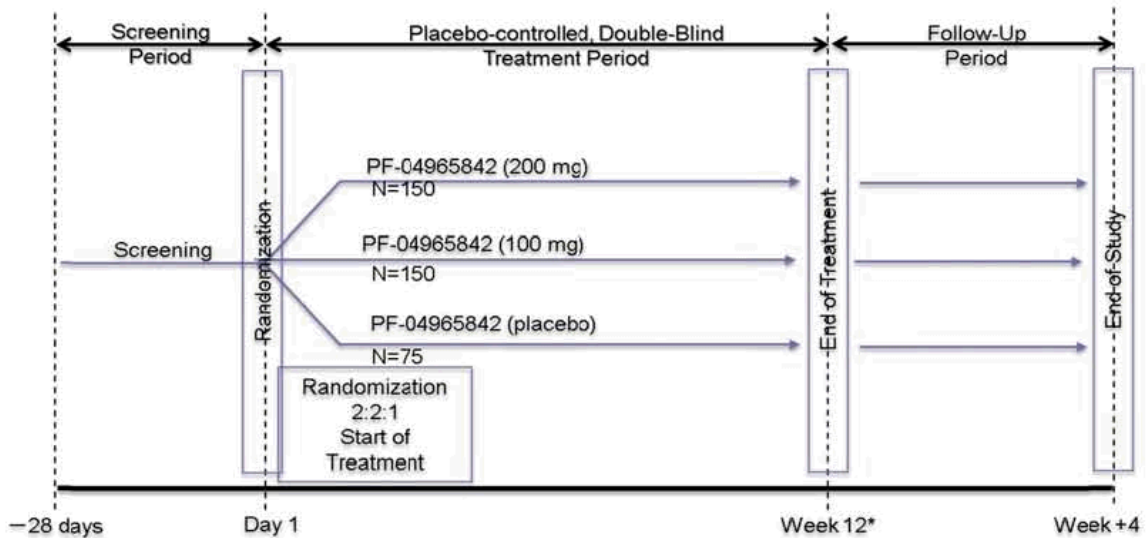 Screening
Period
Placebo-controlled, Double-Blind
Treatment Period
Follow-Up
Period
PF-04965842 (200 mg)
N=150
Screening
PF-04965842 (100 mg)
N=150
PF-04965842 (placebo)
N=75
Randomization
End of Treatment
End-of-Study
Randomization
2:2:1
Start of
Treatment
−28 days
Day 1
Week 12*
Week +4